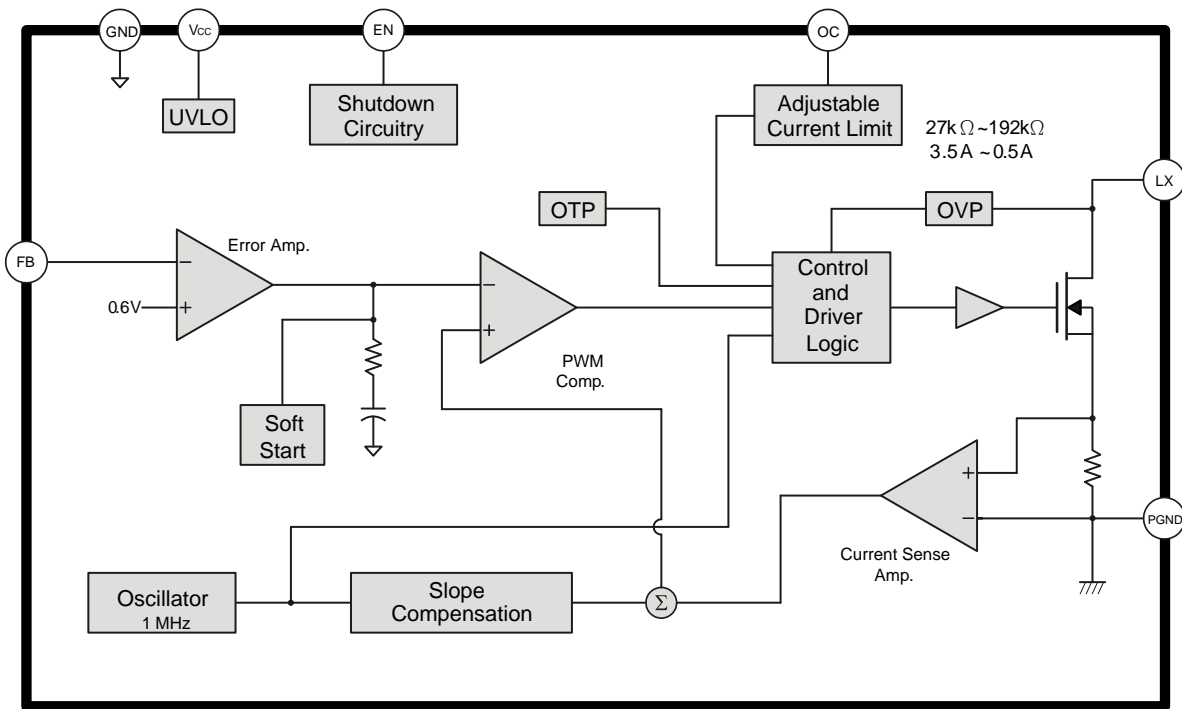 GND
VCC
EN
OC
UVLO
Shutdown
Circuitry
Adjustable
Current Limit
27kΩ~192kΩ
3.5A ~0.5A
LX
OTP
OVP
FB
Error Amp.
−
0.6V
+
−
+
PWM
Comp.
Control
and
Driver
Logic
Soft
Start
+
−
PGND
Current Sense
Amp.
Oscillator
1 MHz
Slope
Compensation
Σ